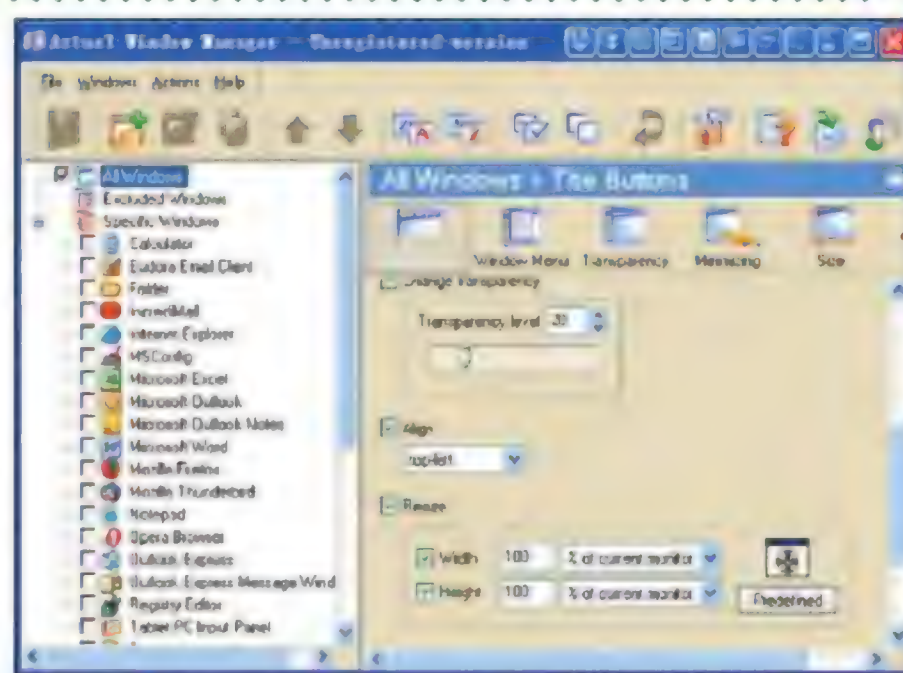 Actual Window Manager - Unregistered version
File Windows Actions Help
All Windows
Excluded Windows
Specific Windows
Calculator
Eudora Email Client
Folder
IncrediMail
Internet Explorer
MSConfig
Microsoft Excel
Microsoft Outlook
Microsoft Outlook Notes
Microsoft Word
Mozilla Firefox
Mozilla Thunderbird
Notepad
Opera Browser
Outlook Express
Outlook Express Message Wind
Registry Editor
Tablet PC Input Panel
All Windows > Title Buttons
Window Menu Transparency Minimizing Size
Change Transparency
Transparency level 20
Align
top-left
Resize
Width 100 % of current monitor
Height 100 % of current monitor
Predefined